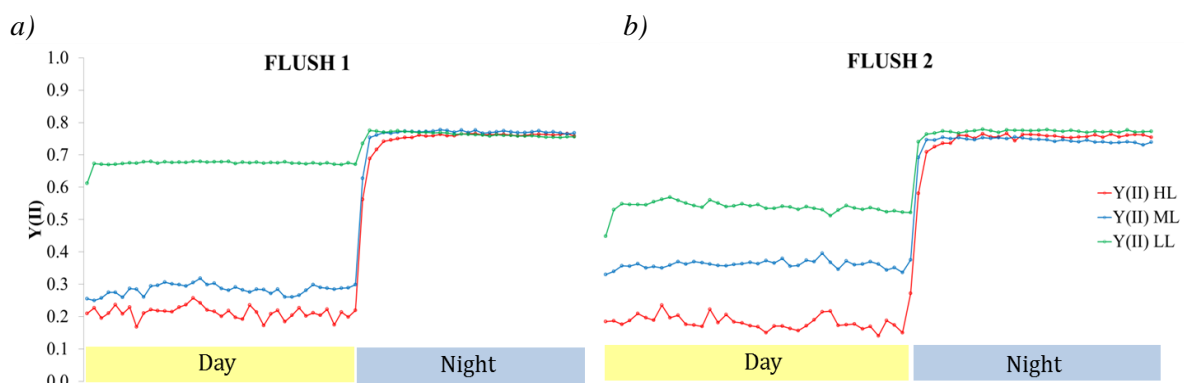 a)
FLUSH 1
1.0
0.9
0.8
0.7
0.6
0.5
0.4
0.3
0.2
0.1
0.0
Y(II)
Day
Night
b)
FLUSH 2
Y(II) HL
Y(II) ML
Y(II) LL
Day
Night